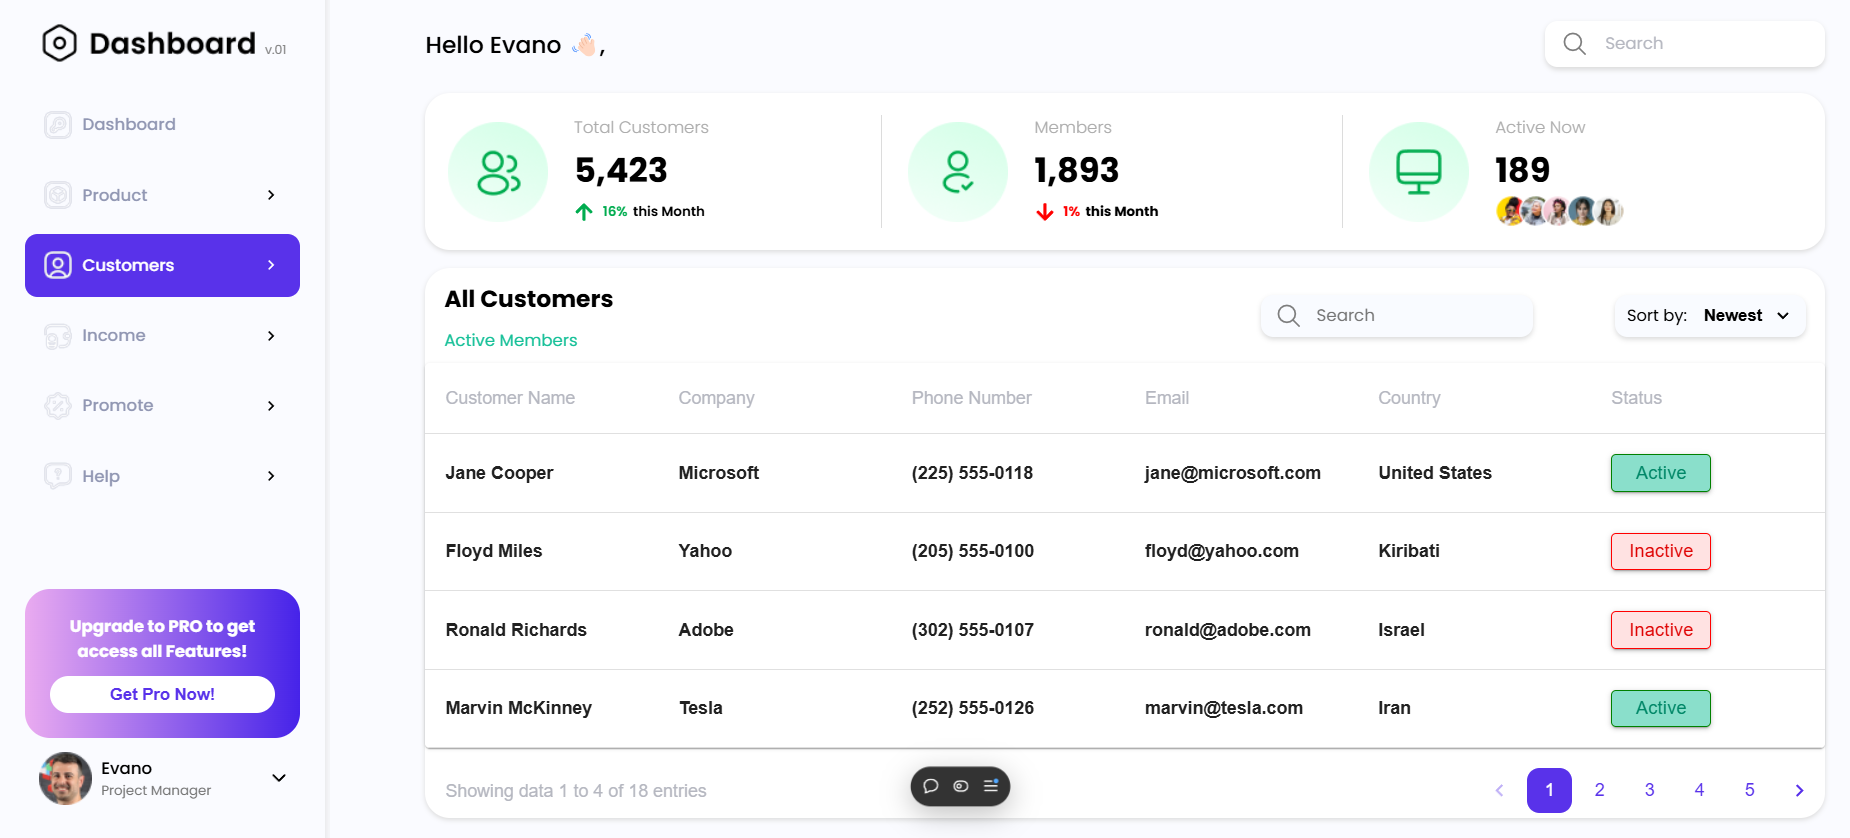 Dashboard v.01
Dashboard
Product
Customers
Income
Promote
Help
Upgrade to PRO to get
access all Features!
Get Pro Now!
Evano
Project Manager
Hello Evano 👋🏻,
Search
Total Customers
5,423
16% this Month
Members
1,893
1% this Month
Active Now
189
All Customers
Active Members
Search
Sort by: Newest
Customer Name Company Phone Number Email Country Status
Jane Cooper Microsoft (225) 555-0118 jane@microsoft.com United States Active
Floyd Miles Yahoo (205) 555-0100 floyd@yahoo.com Kiribati Inactive
Ronald Richards Adobe (302) 555-0107 ronald@adobe.com Israel Inactive
Marvin McKinney Tesla (252) 555-0126 marvin@tesla.com Iran Active
Showing data 1 to 4 of 18 entries
1 2 3 4 5